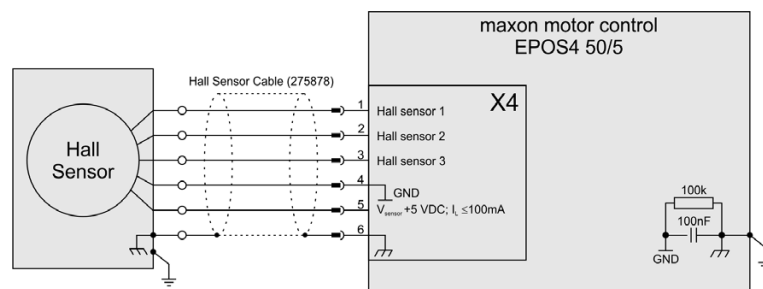 maxon motor control
EPOS4 50/5
Hall Sensor Cable (275878)
X4
Hall
Sensor
1
Hall sensor 1
2
Hall sensor 2
3
Hall sensor 3
4
GND
5
Vsensor +5 VDC; IL ≤100mA
6
100k
100nF
GND